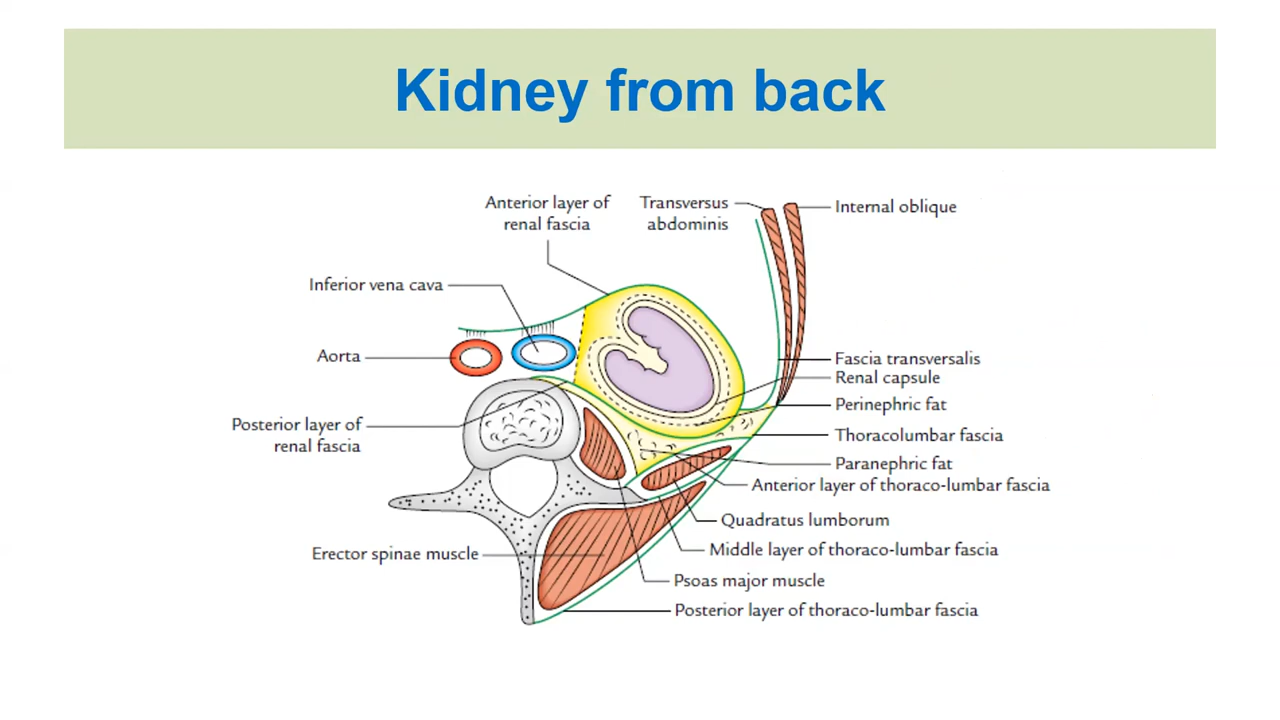 Kidney from back
Anterior layer of
renal fascia
Transversus
abdominis
Internal oblique
Inferior vena cava
Aorta
Fascia transversalis
Renal capsule
Perinephric fat
Posterior layer of
renal fascia
Thoracolumbar fascia
Paranephric fat
Anterior layer of thoraco-lumbar fascia
Quadratus lumborum
Erector spinae muscle
Middle layer of thoraco-lumbar fascia
Psoas major muscle
Posterior layer of thoraco-lumbar fascia